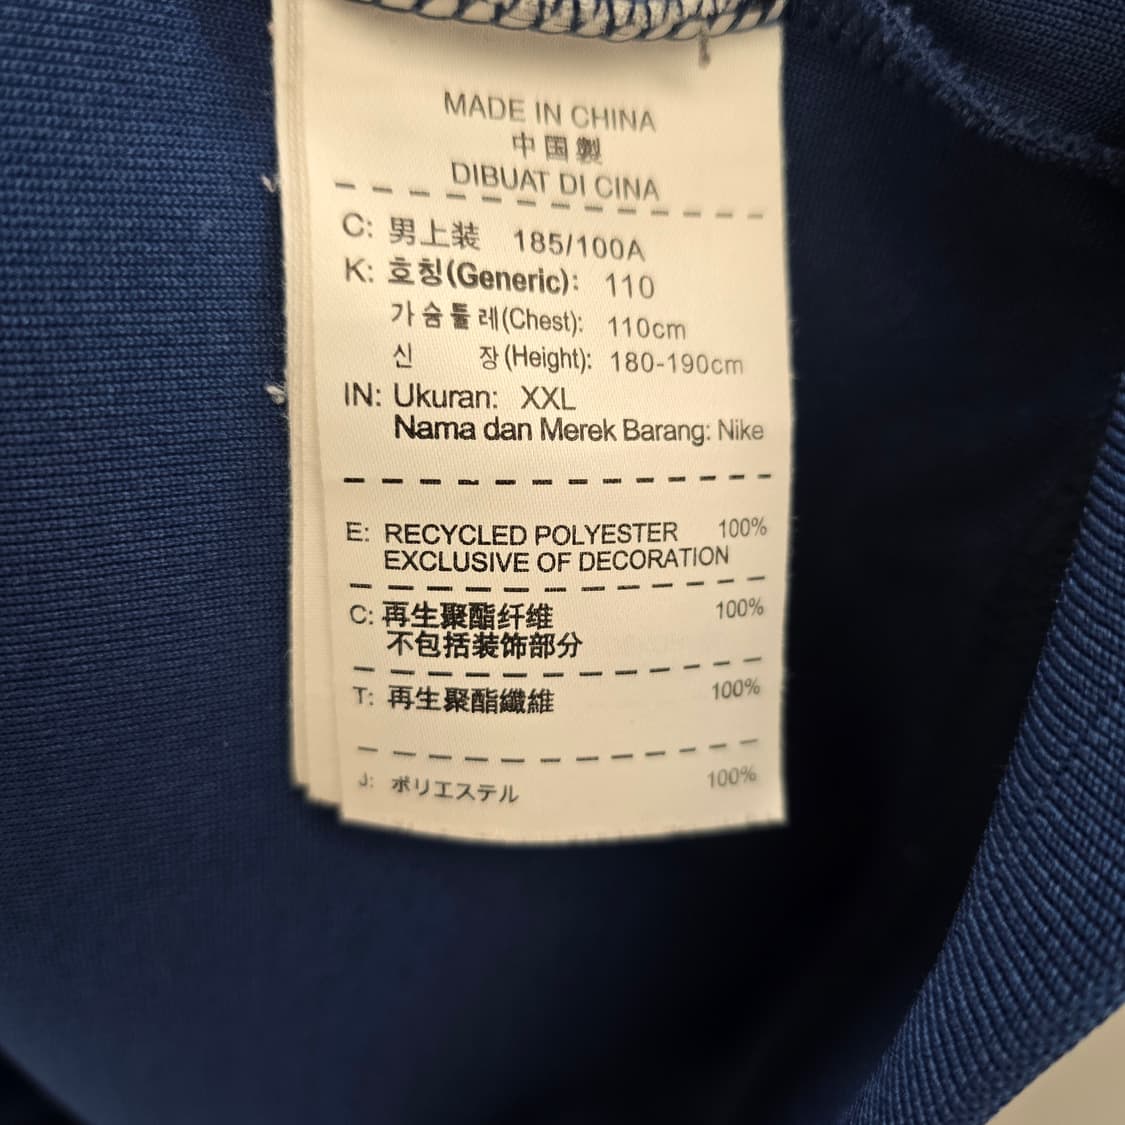 MADE IN CHINA
中国製
DIBUAT DI CINA
C: 男上装 185/100A
K: 호칭(Generic): 110
가슴둘레(Chest): 110cm
신 장(Height): 180-190cm
IN: Ukuran: XXL
Nama dan Merek Barang: Nike
E: RECYCLED POLYESTER 100%
EXCLUSIVE OF DECORATION
C: 再生聚酯纤维 100%
不包括装饰部分
T: 再生聚酯纖維 100%
J: ポリエステル 100%